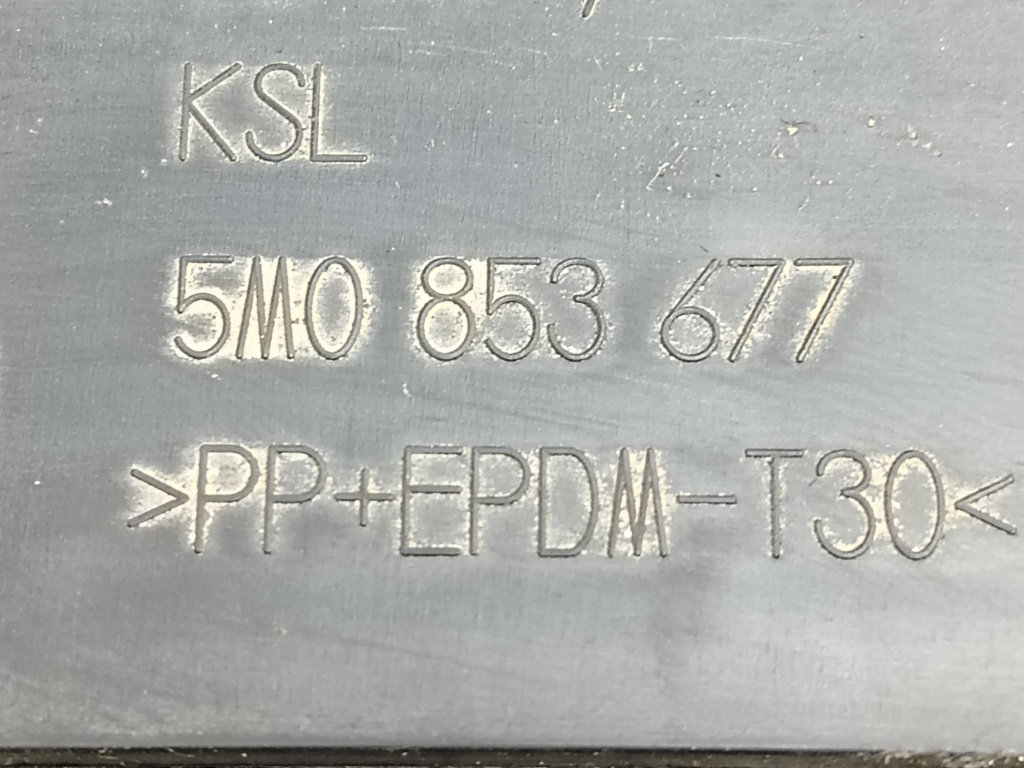 KSL
5M0 853 677
>PP+EPDM-T30<